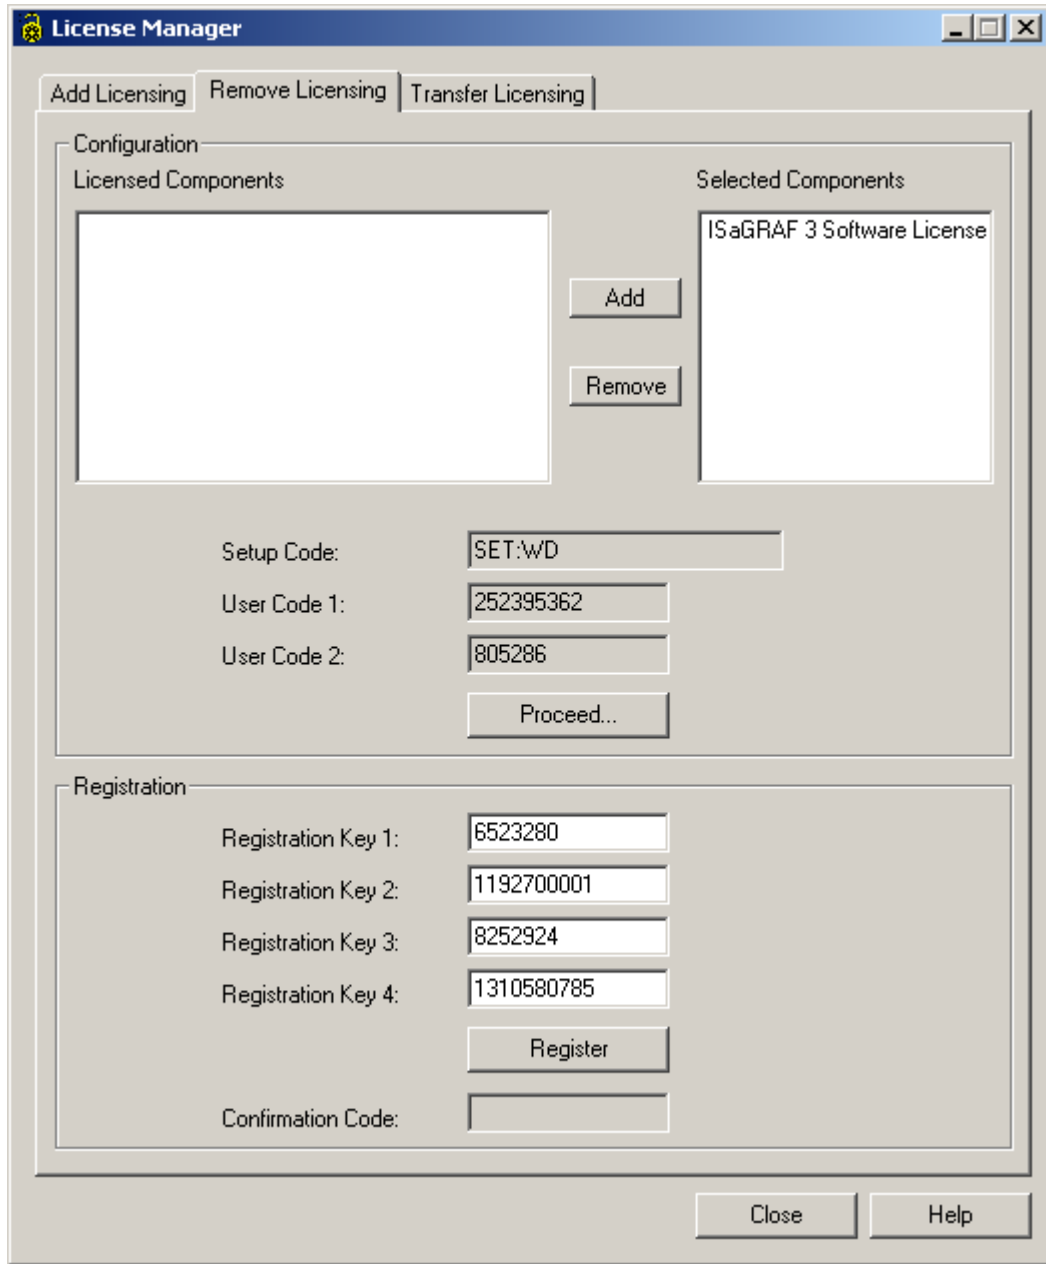 License Manager
Add Licensing
Remove Licensing
Transfer Licensing
Configuration
Licensed Components
Selected Components
ISaGRAF 3 Software License
Add
Remove
Setup Code:
SET:WD
User Code 1:
252395362
User Code 2:
805286
Proceed...
Registration
Registration Key 1:
6523280
Registration Key 2:
1192700001
Registration Key 3:
8252924
Registration Key 4:
1310580785
Register
Confirmation Code:
Close
Help